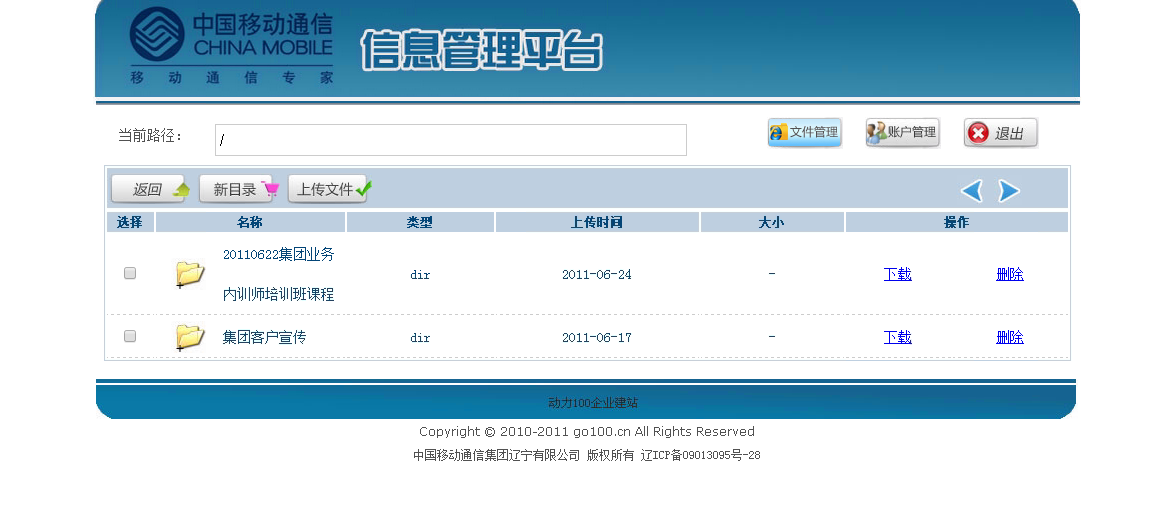 中国移动通信
CHINA MOBILE
移动通信专家
信息管理平台
当前路径：
/
文件管理
账户管理
退出
返回
新目录
上传文件
选择 名称 类型 上传时间 大小 操作
20110622集团业务
内训师培训班课程
dir 2011-06-24 - 下载 删除
集团客户宣传 dir 2011-06-17 - 下载 删除
动力100企业建站
Copyright © 2010-2011 go100.cn All Rights Reserved
中国移动通信集团辽宁有限公司 版权所有 辽ICP备09013095号-28